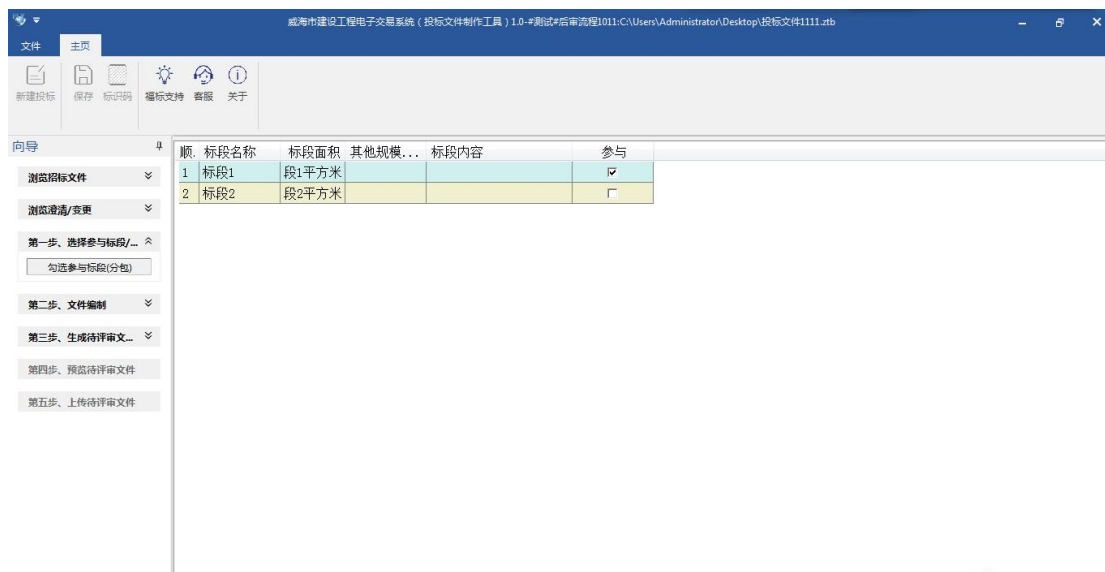 威海市建设工程电子交易系统（投标文件制作工具）1.0-#测试#后审流程1011:C:\Users\Administrator\Desktop\投标文件1111.ztb
文件 主页
新建投标 保存 标识码 福标支持 客服 关于
向导
顺. 标段名称 标段面积 其他规模... 标段内容 参与
1 标段1 段1平方米
2 标段2 段2平方米
浏览招标文件
浏览澄清/变更
第一步、选择参与标段/...
勾选参与标段(分包)
第二步、文件编制
第三步、生成待评审文...
第四步、预览待评审文件
第五步、上传待评审文件